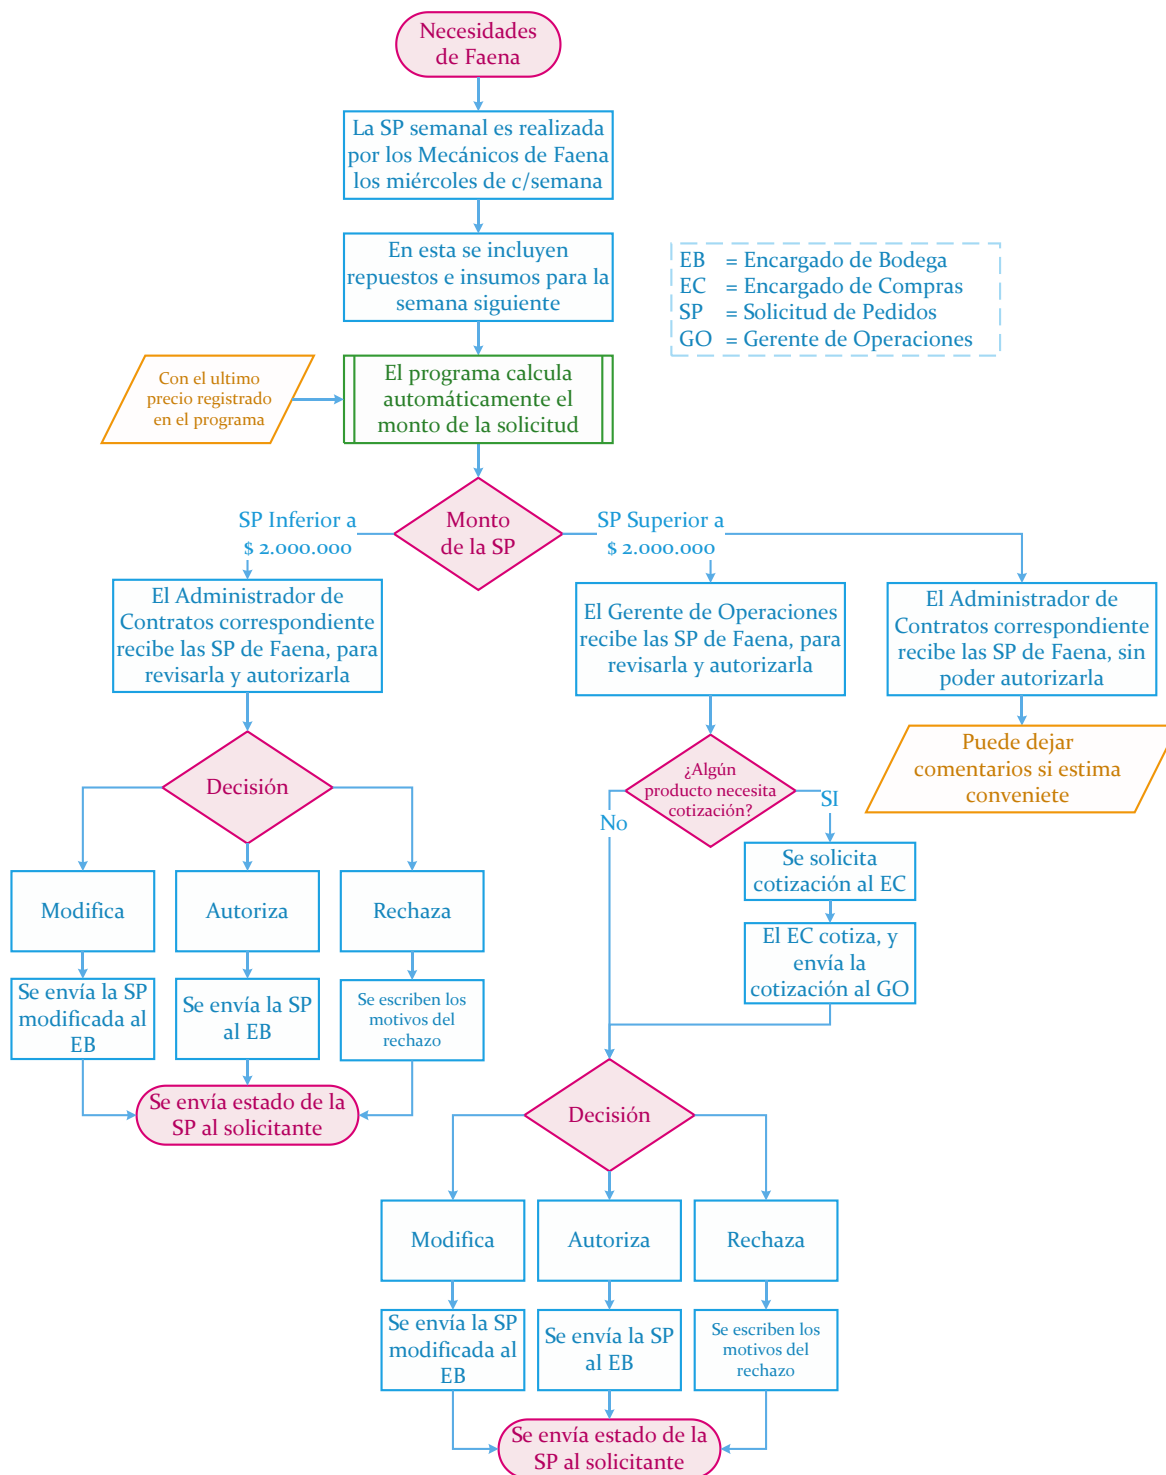 Necesidades
de Faena
La SP semanal es realizada
por los Mecánicos de Faena
los miércoles de c/semana
En esta se incluyen
repuestos e insumos para la
semana siguiente
EB = Encargado de Bodega
EC = Encargado de Compras
SP = Solicitud de Pedidos
GO = Gerente de Operaciones
Con el ultimo
precio registrado
en el programa
El programa calcula
automáticamente el
monto de la solicitud
Monto
de la SP
SP Inferior a
$ 2.000.000
SP Superior a
$ 2.000.000
El Administrador de
Contratos correspondiente
recibe las SP de Faena, para
revisarla y autorizarla
El Gerente de Operaciones
recibe las SP de Faena, para
revisarla y autorizarla
El Administrador de
Contratos correspondiente
recibe las SP de Faena, sin
poder autorizarla
Puede dejar
comentarios si estima
conveniete
Decisión
¿Algún
producto necesita
cotización?
No
SI
Se solicita
cotización al EC
El EC cotiza, y
envía la
cotización al GO
Modifica
Autoriza
Rechaza
Se envía la SP
modificada al
EB
Se envía la SP
al EB
Se escriben los
motivos del
rechazo
Se envía estado de la
SP al solicitante
Decisión
Modifica
Autoriza
Rechaza
Se envía la SP
modificada al
EB
Se envía la SP
al EB
Se escriben los
motivos del
rechazo
Se envía estado de la
SP al solicitante